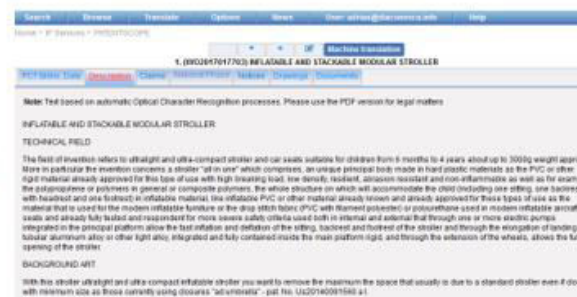 Search Browse Translate Options News User: Help
Home > IP Services > PATENTSCOPE
Machine translation
1. (WO2017017703) INFLATABLE AND STACKABLE MODULAR STROLLER
PCT Biblio. Data Description Claims National Phase Notices Drawings Documents
Note: Text based on automatic Optical Character Recognition processes. Please use the PDF version for legal matters
INFLATABLE AND STACKABLE MODULAR STROLLER
TECHNICAL FIELD
The field of invention refers to ultralight and ultra-compact stroller and car seats suitable for children from 6 months to 4 years about up to 3000g weight appro
More in particular the invention concerns a stroller "all in one" which comprises, an unique principal body made in hard plastic materials as the PVC or other
rigid material already approved for this type of use with high breaking load, low density, resilient, abrasion resistant and non-inflammable as well as for exam
the polypropylene or polymers in general or composite polymers, the whole structure on which will accommodate the child (including one sitting, one backres
with headrest and one footrest) in inflatable material, like inflatable PVC or other material already known and already approved for these types of use as the
material that is used for the modern inflatable furniture or the drop stitch fabric (PVC with filament polyester) or polyurethane used in modern inflatable aircraft
seats and already fully tested and respondent for more severe safety criteria used both in internal and external that through one or more electric pumps
integrated in the principal platform allow the fast inflation and deflation of the sitting, backrest and footrest of the stroller and through the elongation of landing
tubular aluminum alloy or other light alloy, integrated and fully contained inside the main platform rigid, and through the extension of the wheels, allows the ful
opening of the stroller.
BACKGROUND ART
With this stroller ultralight and ultra-compact inflatable stroller you want to remove the maximum the space that usually is due to a standard stroller even if clo
with minimum size as those currently using closures "ad umbrella" - pat. No. Us20140091546 a1.